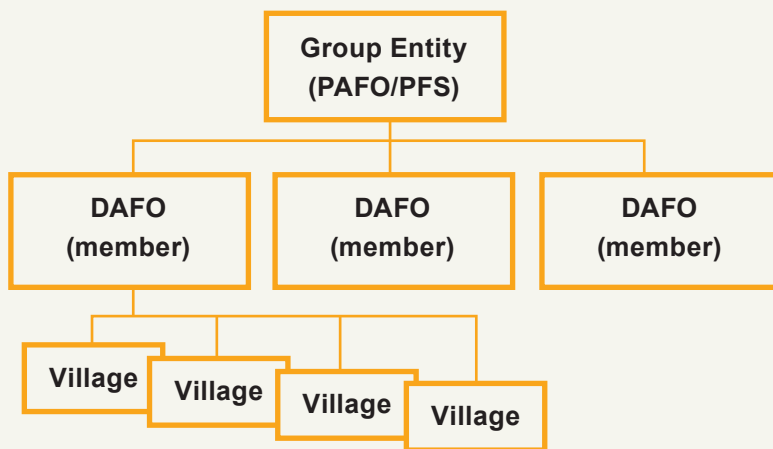 Group Entity
(PAFO/PFS)
DAFO
(member)
DAFO
(member)
DAFO
(member)
Village
Village
Village
Village